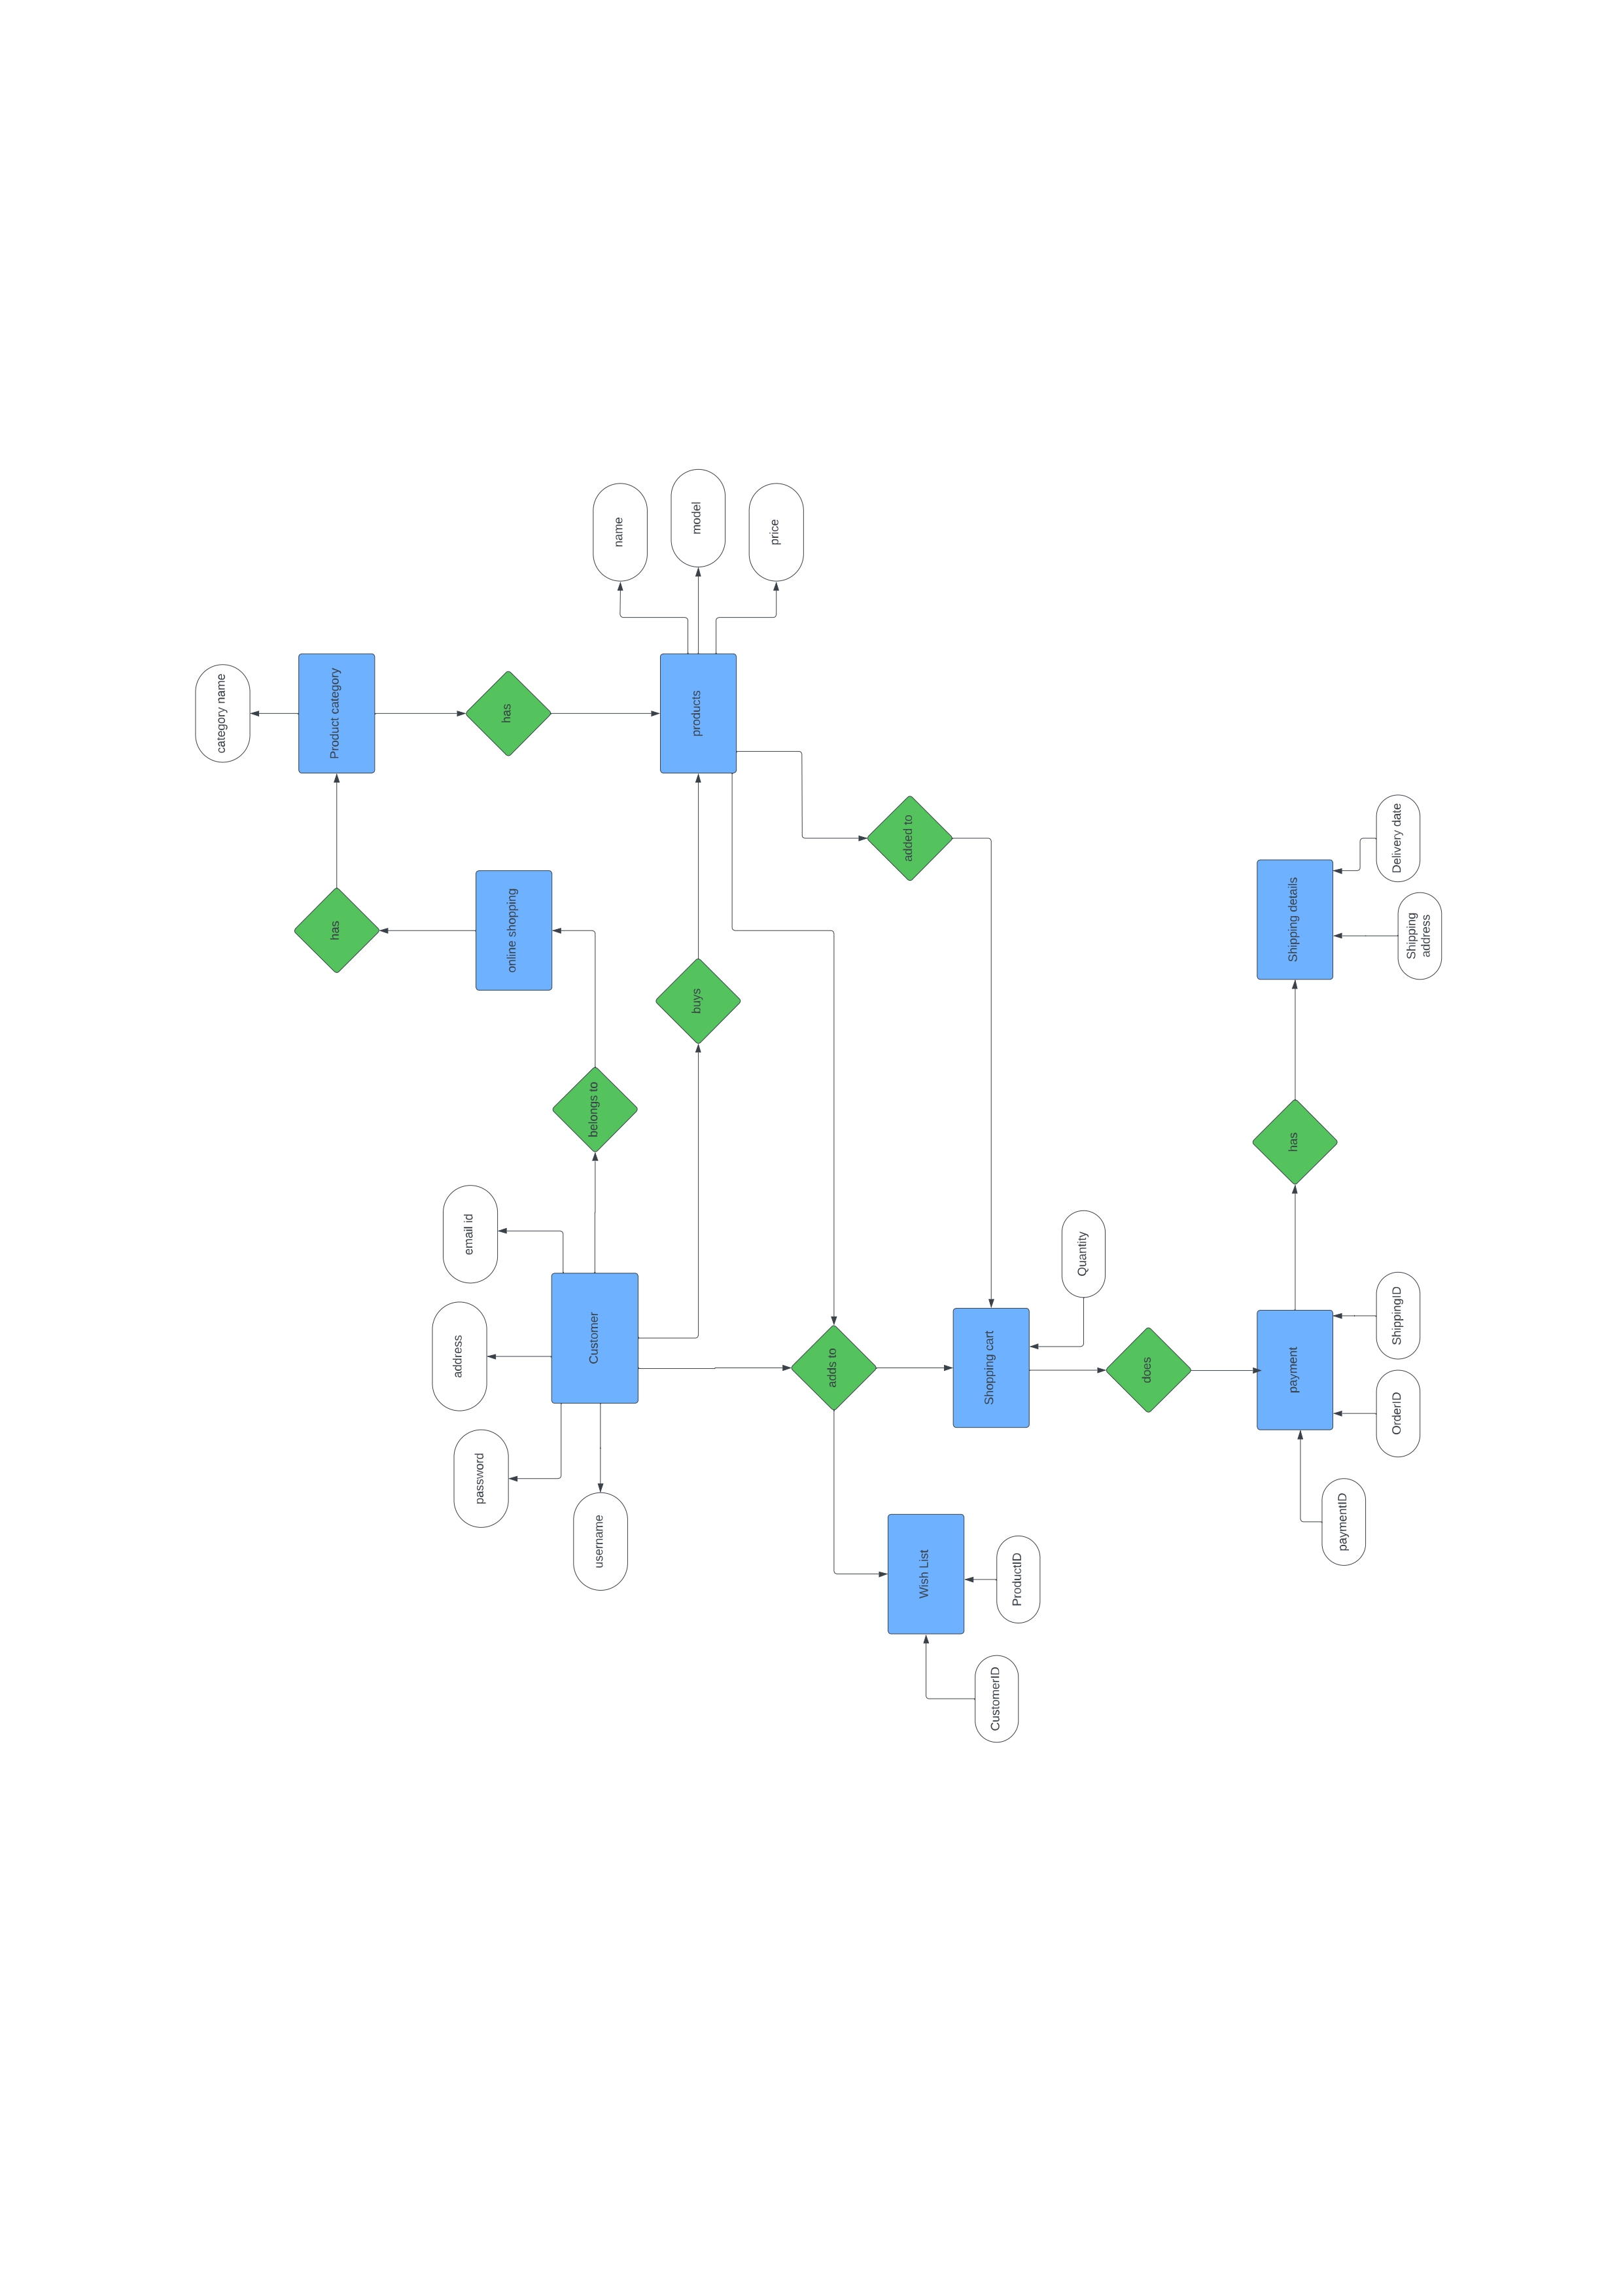 category name
has
Product category
address
email id
password
has
online shopping
Customer
belongs to
username
name
buys
products
model
price
adds to
added to
Wish List
Shopping cart
CustomerID
ProductID
Quantity
does
payment
has
Shipping details
paymentID
OrderID
ShippingID
Delivery date
Shipping
address